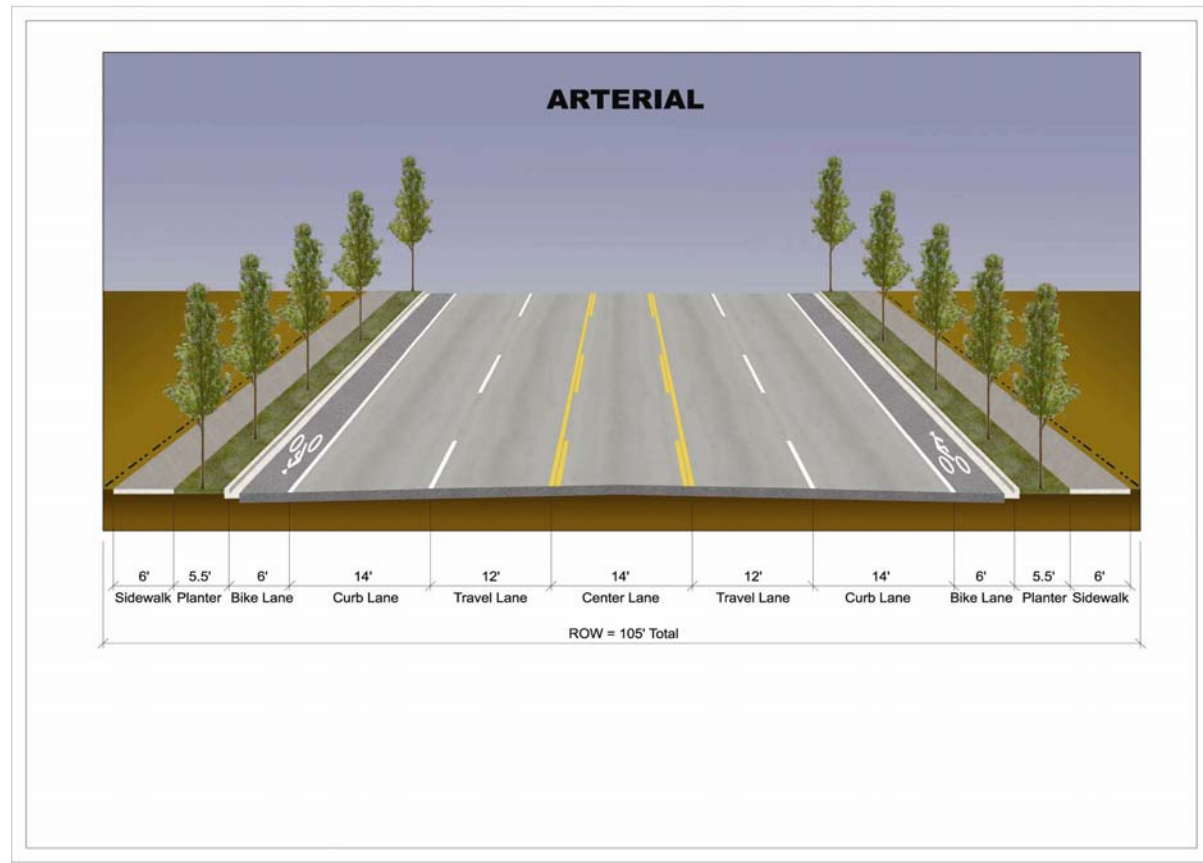 ARTERIAL
6' 5.5' 6' 14' 12' 14' 12' 14' 6' 5.5' 6'
Sidewalk Planter Bike Lane Curb Lane Travel Lane Center Lane Travel Lane Curb Lane Bike Lane Planter Sidewalk
ROW = 105' Total